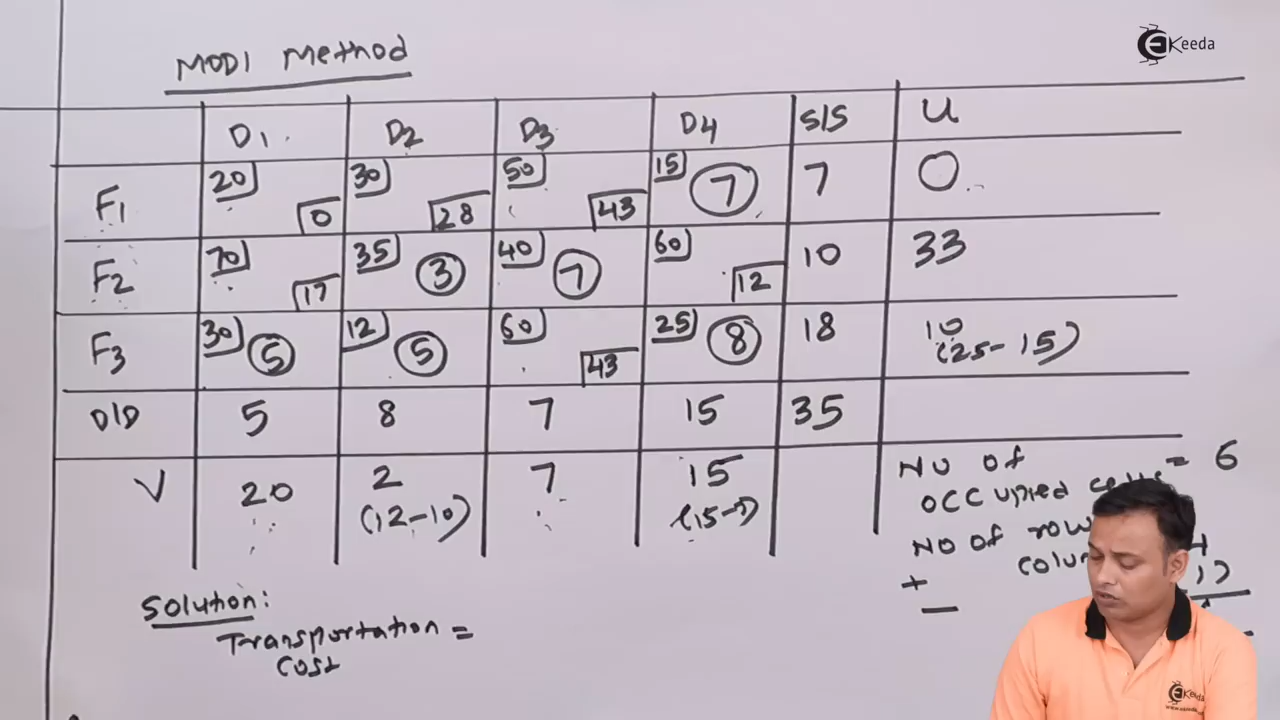 MODI Method
EKeeda
D1 D2 D3 D4 S/S U
F1 20 0 30 28 50 43 15 7 7 0
F2 70 17 35 3 40 7 60 12 10 33
F3 30 5 12 5 60 43 25 8 18 10
(25-15)
D/D 5 8 7 15 35
V 20 2 7 15
(12-10)
No of
occupied = 6
No of row
+
-
Solution:
Transportation =
cost
EKeeda